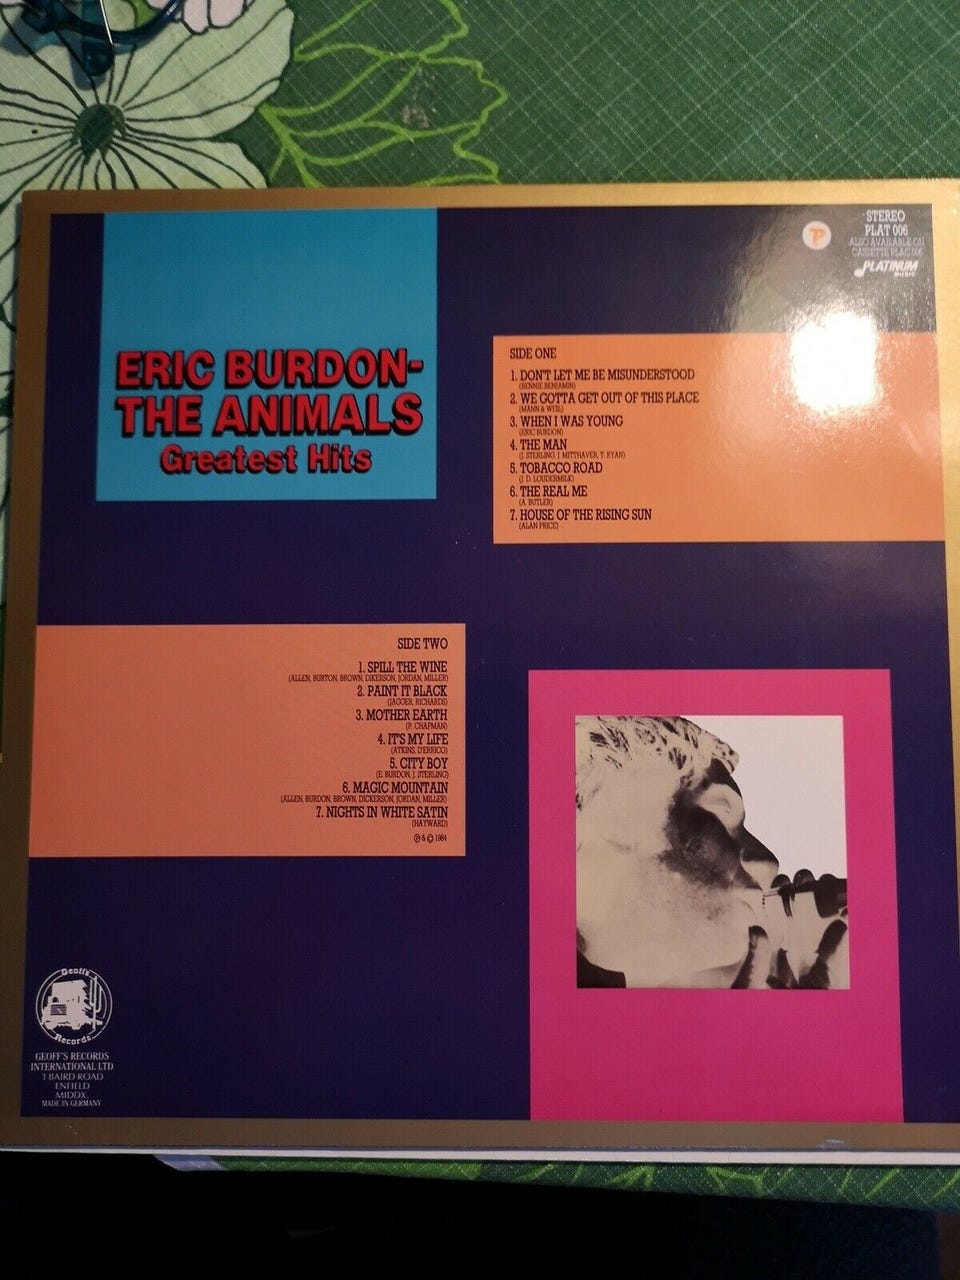 STEREO
PLAT 006
ALSO AVAILABLE ON
CASSETTE PLAC 006
PLATINUM
MUSIC
P
ERIC BURDON-
THE ANIMALS
Greatest Hits
SIDE ONE
1. DON'T LET ME BE MISUNDERSTOOD
(BENNIE BENJAMIN)
2. WE GOTTA GET OUT OF THIS PLACE
(MANN & WEIL)
3. WHEN I WAS YOUNG
(ERIC BURDON)
4. THE MAN
(J. STERLING, J. MITTHAVER, T. RYAN)
5. TOBACCO ROAD
(J. D. LOUDERMILK)
6. THE REAL ME
(A. BUTLER)
7. HOUSE OF THE RISING SUN
(ALAN PRICE)
SIDE TWO
1. SPILL THE WINE
(ALLEN, BURTON, BROWN, DIKERSON, JORDAN, MILLER)
2. PAINT IT BLACK
(JAGGER, RICHARDS)
3. MOTHER EARTH
(P. CHAPMAN)
4. IT'S MY LIFE
(ATKINS, D'ERRICO)
5. CITY BOY
(E. BURDON, J. STERLING)
6. MAGIC MOUNTAIN
(ALLEN, BURDON, BROWN, DICKERSON, JORDAN, MILLER)
7. NIGHTS IN WHITE SATIN
(HAYWARD)
℗ & © 1984
Geoff's
Records
GEOFF'S RECORDS
INTERNATIONAL LTD
1 BAIRD ROAD
ENFIELD
MIDDX.
MADE IN GERMANY